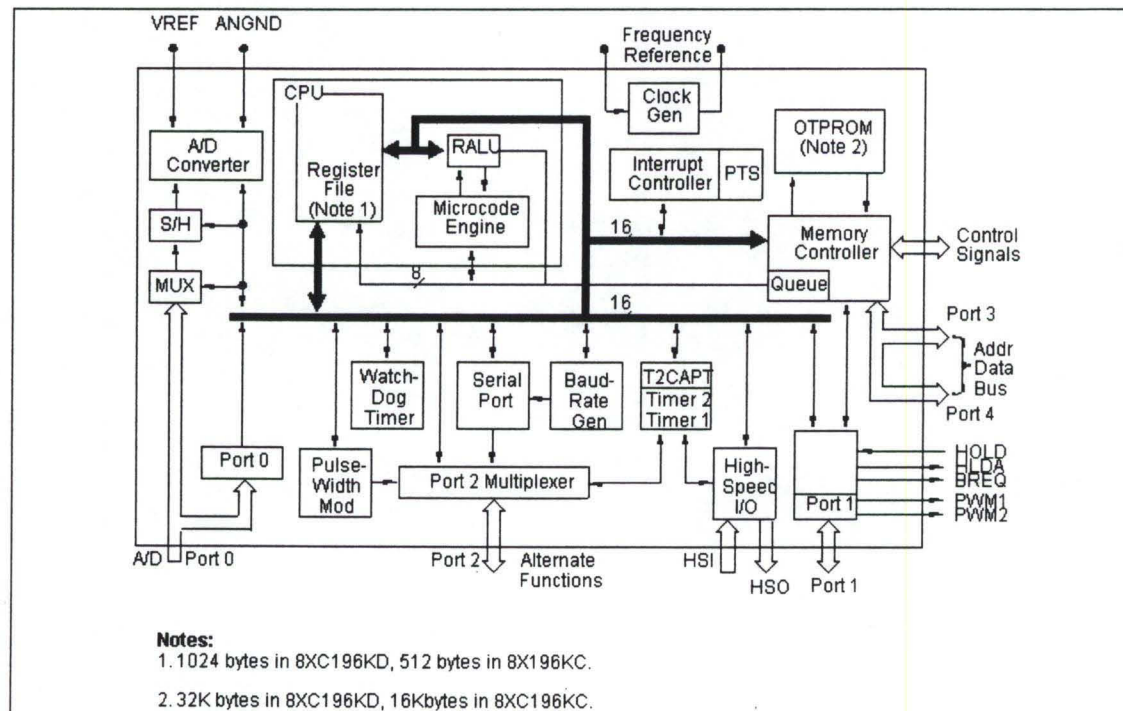 VREF ANGND
Frequency
Reference
CPU
Clock
Gen
OTPROM
(Note 2)
A/D
Converter
RALU
Interrupt
Controller
PTS
Register
File
(Note 1)
S/H
Microcode
Engine
16
Memory
Controller
Control
Signals
MUX
8
Queue
16
Port 3
Addr
Data
Bus
Port 4
Watch-
Dog
Timer
Serial
Port
Baud-
Rate
Gen
T2CAPT
Timer 2
Timer 1
Port 0
Pulse-
Width
Mod
Port 2 Multiplexer
High-
Speed
I/O
Port 1
HOLD
HLDA
BREQ
PWM1
PWM2
A/D Port 0
Port 2
Alternate
Functions
HSI
HSO
Port 1
Notes:
1. 1024 bytes in 8XC196KD, 512 bytes in 8X196KC.
2. 32K bytes in 8XC196KD, 16Kbytes in 8XC196KC.